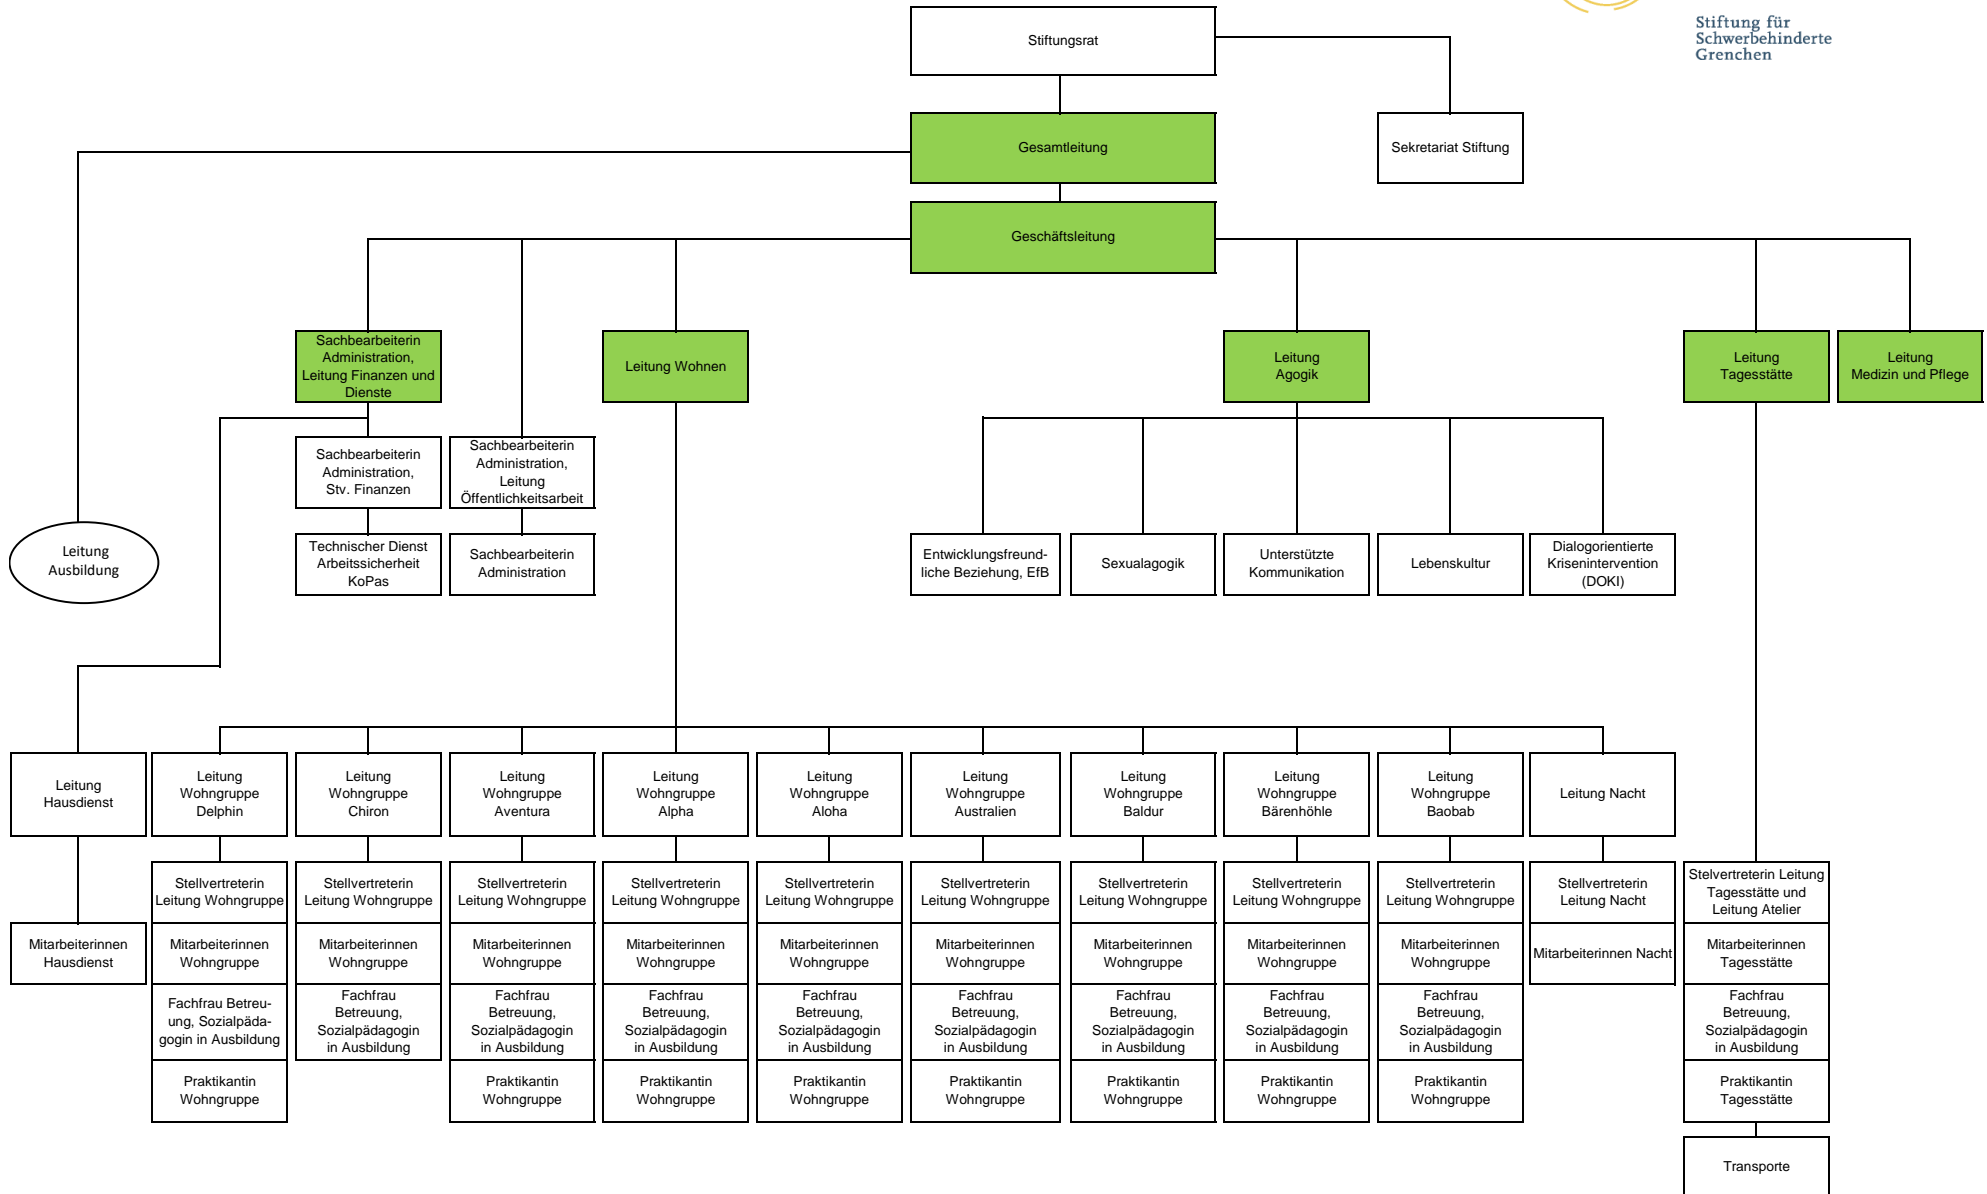 Stiftung für
Schwerbehinderte
Grenchen
Stiftungsrat
Gesamtleitung
Sekretariat Stiftung
Geschäftsleitung
Sachbearbeiterin
Administration,
Leitung Finanzen und
Dienste
Leitung Wohnen
Leitung
Agogik
Leitung
Tagesstätte
Leitung
Medizin und Pflege
Sachbearbeiterin
Administration,
Stv. Finanzen
Sachbearbeiterin
Administration,
Leitung
Öffentlichkeitsarbeit
Leitung
Ausbildung
Technischer Dienst
Arbeitssicherheit
KoPas
Sachbearbeiterin
Administration
Entwicklungsfreund-
liche Beziehung, EfB
Sexualagogik
Unterstützte
Kommunikation
Lebenskultur
Dialogorientierte
Krisenintervention
(DOKI)
Leitung
Hausdienst
Leitung
Wohngruppe
Delphin
Leitung
Wohngruppe
Chiron
Leitung
Wohngruppe
Aventura
Leitung
Wohngruppe
Alpha
Leitung
Wohngruppe
Aloha
Leitung
Wohngruppe
Australien
Leitung
Wohngruppe
Baldur
Leitung
Wohngruppe
Bärenhöhle
Leitung
Wohngruppe
Baobab
Leitung Nacht
Stellvertreterin
Leitung Wohngruppe
Stellvertreterin
Leitung Wohngruppe
Stellvertreterin
Leitung Wohngruppe
Stellvertreterin
Leitung Wohngruppe
Stellvertreterin
Leitung Wohngruppe
Stellvertreterin
Leitung Wohngruppe
Stellvertreterin
Leitung Wohngruppe
Stellvertreterin
Leitung Wohngruppe
Stellvertreterin
Leitung Wohngruppe
Stellvertreterin
Leitung Nacht
Stelvertreterin Leitung
Tagesstätte und
Leitung Atelier
Mitarbeiterinnen
Hausdienst
Mitarbeiterinnen
Wohngruppe
Mitarbeiterinnen
Wohngruppe
Mitarbeiterinnen
Wohngruppe
Mitarbeiterinnen
Wohngruppe
Mitarbeiterinnen
Wohngruppe
Mitarbeiterinnen
Wohngruppe
Mitarbeiterinnen
Wohngruppe
Mitarbeiterinnen
Wohngruppe
Mitarbeiterinnen
Wohngruppe
Mitarbeiterinnen Nacht
Mitarbeiterinnen
Tagesstätte
Fachfrau Betreu-
ung, Sozialpäda-
gogin in Ausbildung
Fachfrau
Betreuung,
Sozialpädagogin
in Ausbildung
Fachfrau
Betreuung,
Sozialpädagogin
in Ausbildung
Fachfrau
Betreuung,
Sozialpädagogin
in Ausbildung
Fachfrau
Betreuung,
Sozialpädagogin
in Ausbildung
Fachfrau
Betreuung,
Sozialpädagogin
in Ausbildung
Fachfrau
Betreuung,
Sozialpädagogin
in Ausbildung
Fachfrau
Betreuung,
Sozialpädagogin
in Ausbildung
Fachfrau
Betreuung,
Sozialpädagogin
in Ausbildung
Fachfrau
Betreuung,
Sozialpädagogin
in Ausbildung
Praktikantin
Wohngruppe
Praktikantin
Wohngruppe
Praktikantin
Wohngruppe
Praktikantin
Wohngruppe
Praktikantin
Wohngruppe
Praktikantin
Wohngruppe
Praktikantin
Wohngruppe
Praktikantin
Wohngruppe
Praktikantin
Tagesstätte
Transporte